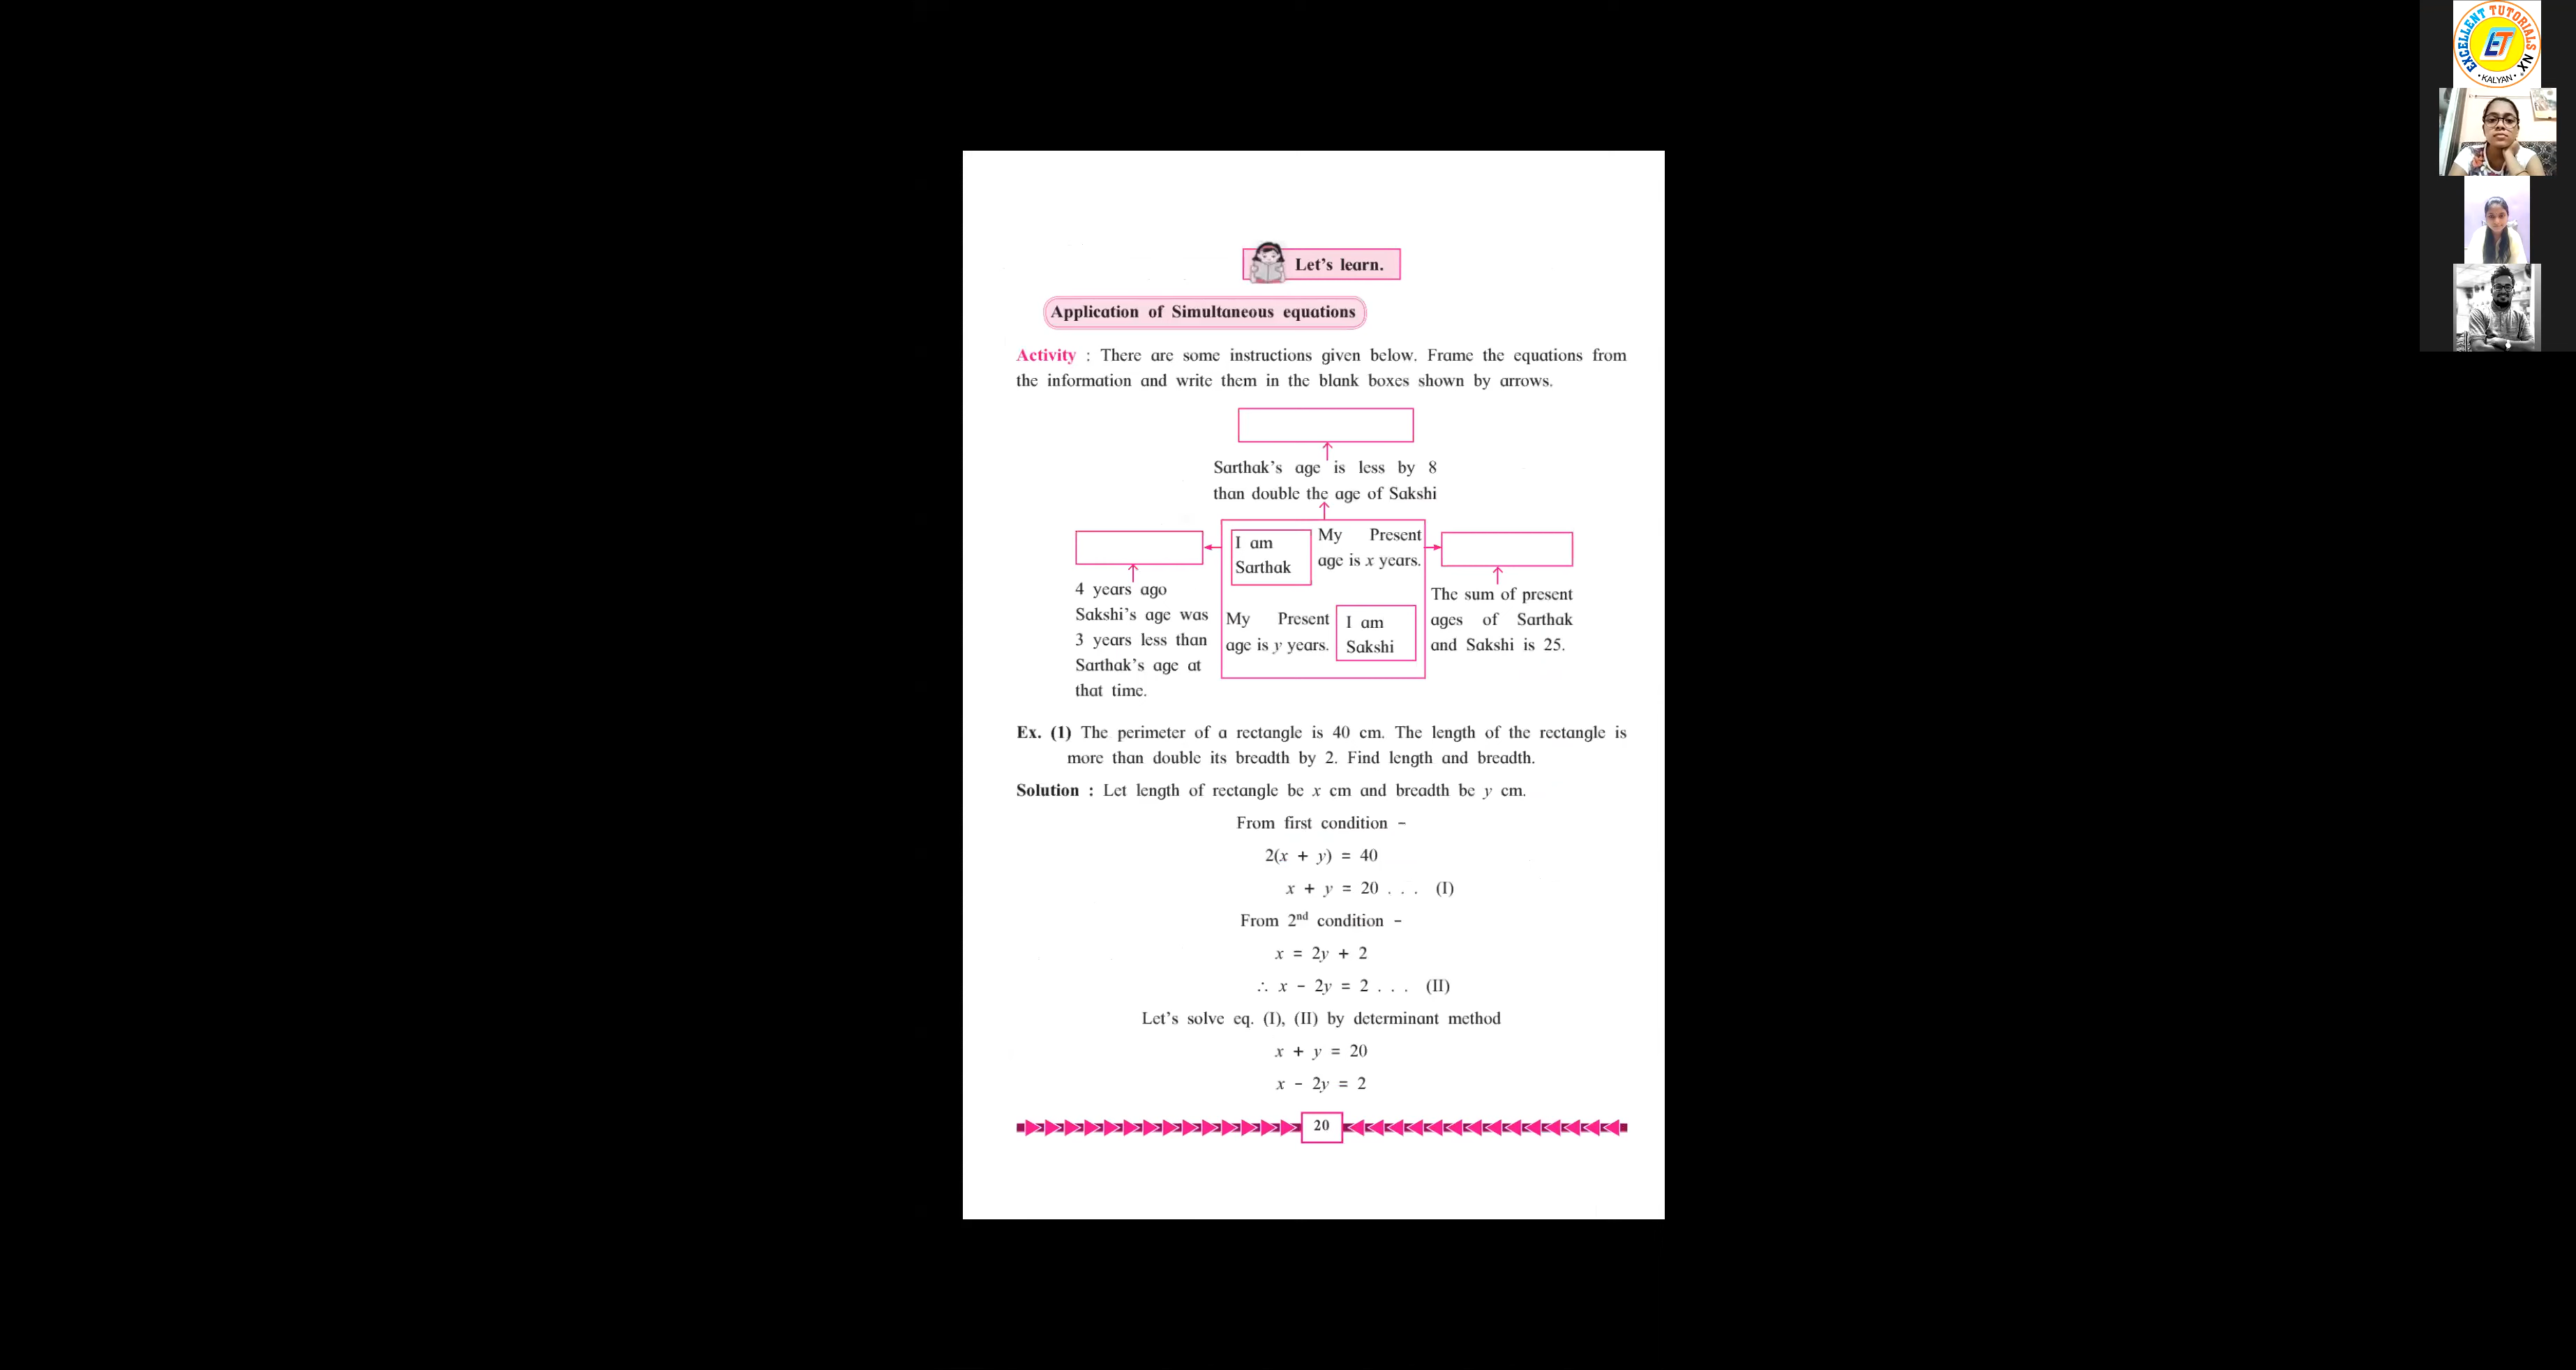 Let's learn.
Application of Simultaneous equations
Activity : There are some instructions given below. Frame the equations from
the information and write them in the blank boxes shown by arrows.
Sarthak's age is less by 8
than double the age of Sakshi
I am
Sarthak
My Present
age is x years.
4 years ago
Sakshi's age was
3 years less than
Sarthak's age at
that time.
My Present
age is y years.
I am
Sakshi
The sum of present
ages of Sarthak
and Sakshi is 25.
Ex. (1) The perimeter of a rectangle is 40 cm. The length of the rectangle is
more than double its breadth by 2. Find length and breadth.
Solution : Let length of rectangle be x cm and breadth be y cm.
From first condition -
2(x + y) = 40
x + y = 20 . . . (I)
From 2nd condition -
x = 2y + 2
∴ x - 2y = 2 . . . (II)
Let's solve eq. (I), (II) by determinant method
x + y = 20
x - 2y = 2
20
EXCELLENT TUTORIALS NX
ET
KALYAN